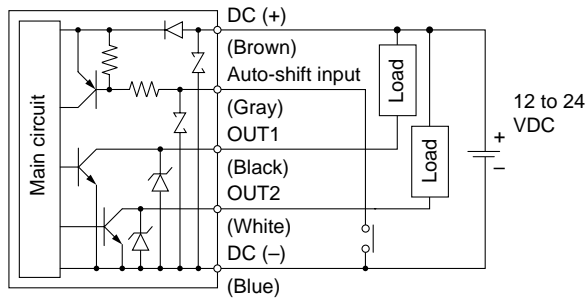 DC (+)
(Brown)
Auto-shift input
(Gray)
OUT1
(Black)
OUT2
(White)
DC (–)
(Blue)
Main circuit
Load
Load
12 to 24
VDC
+
–